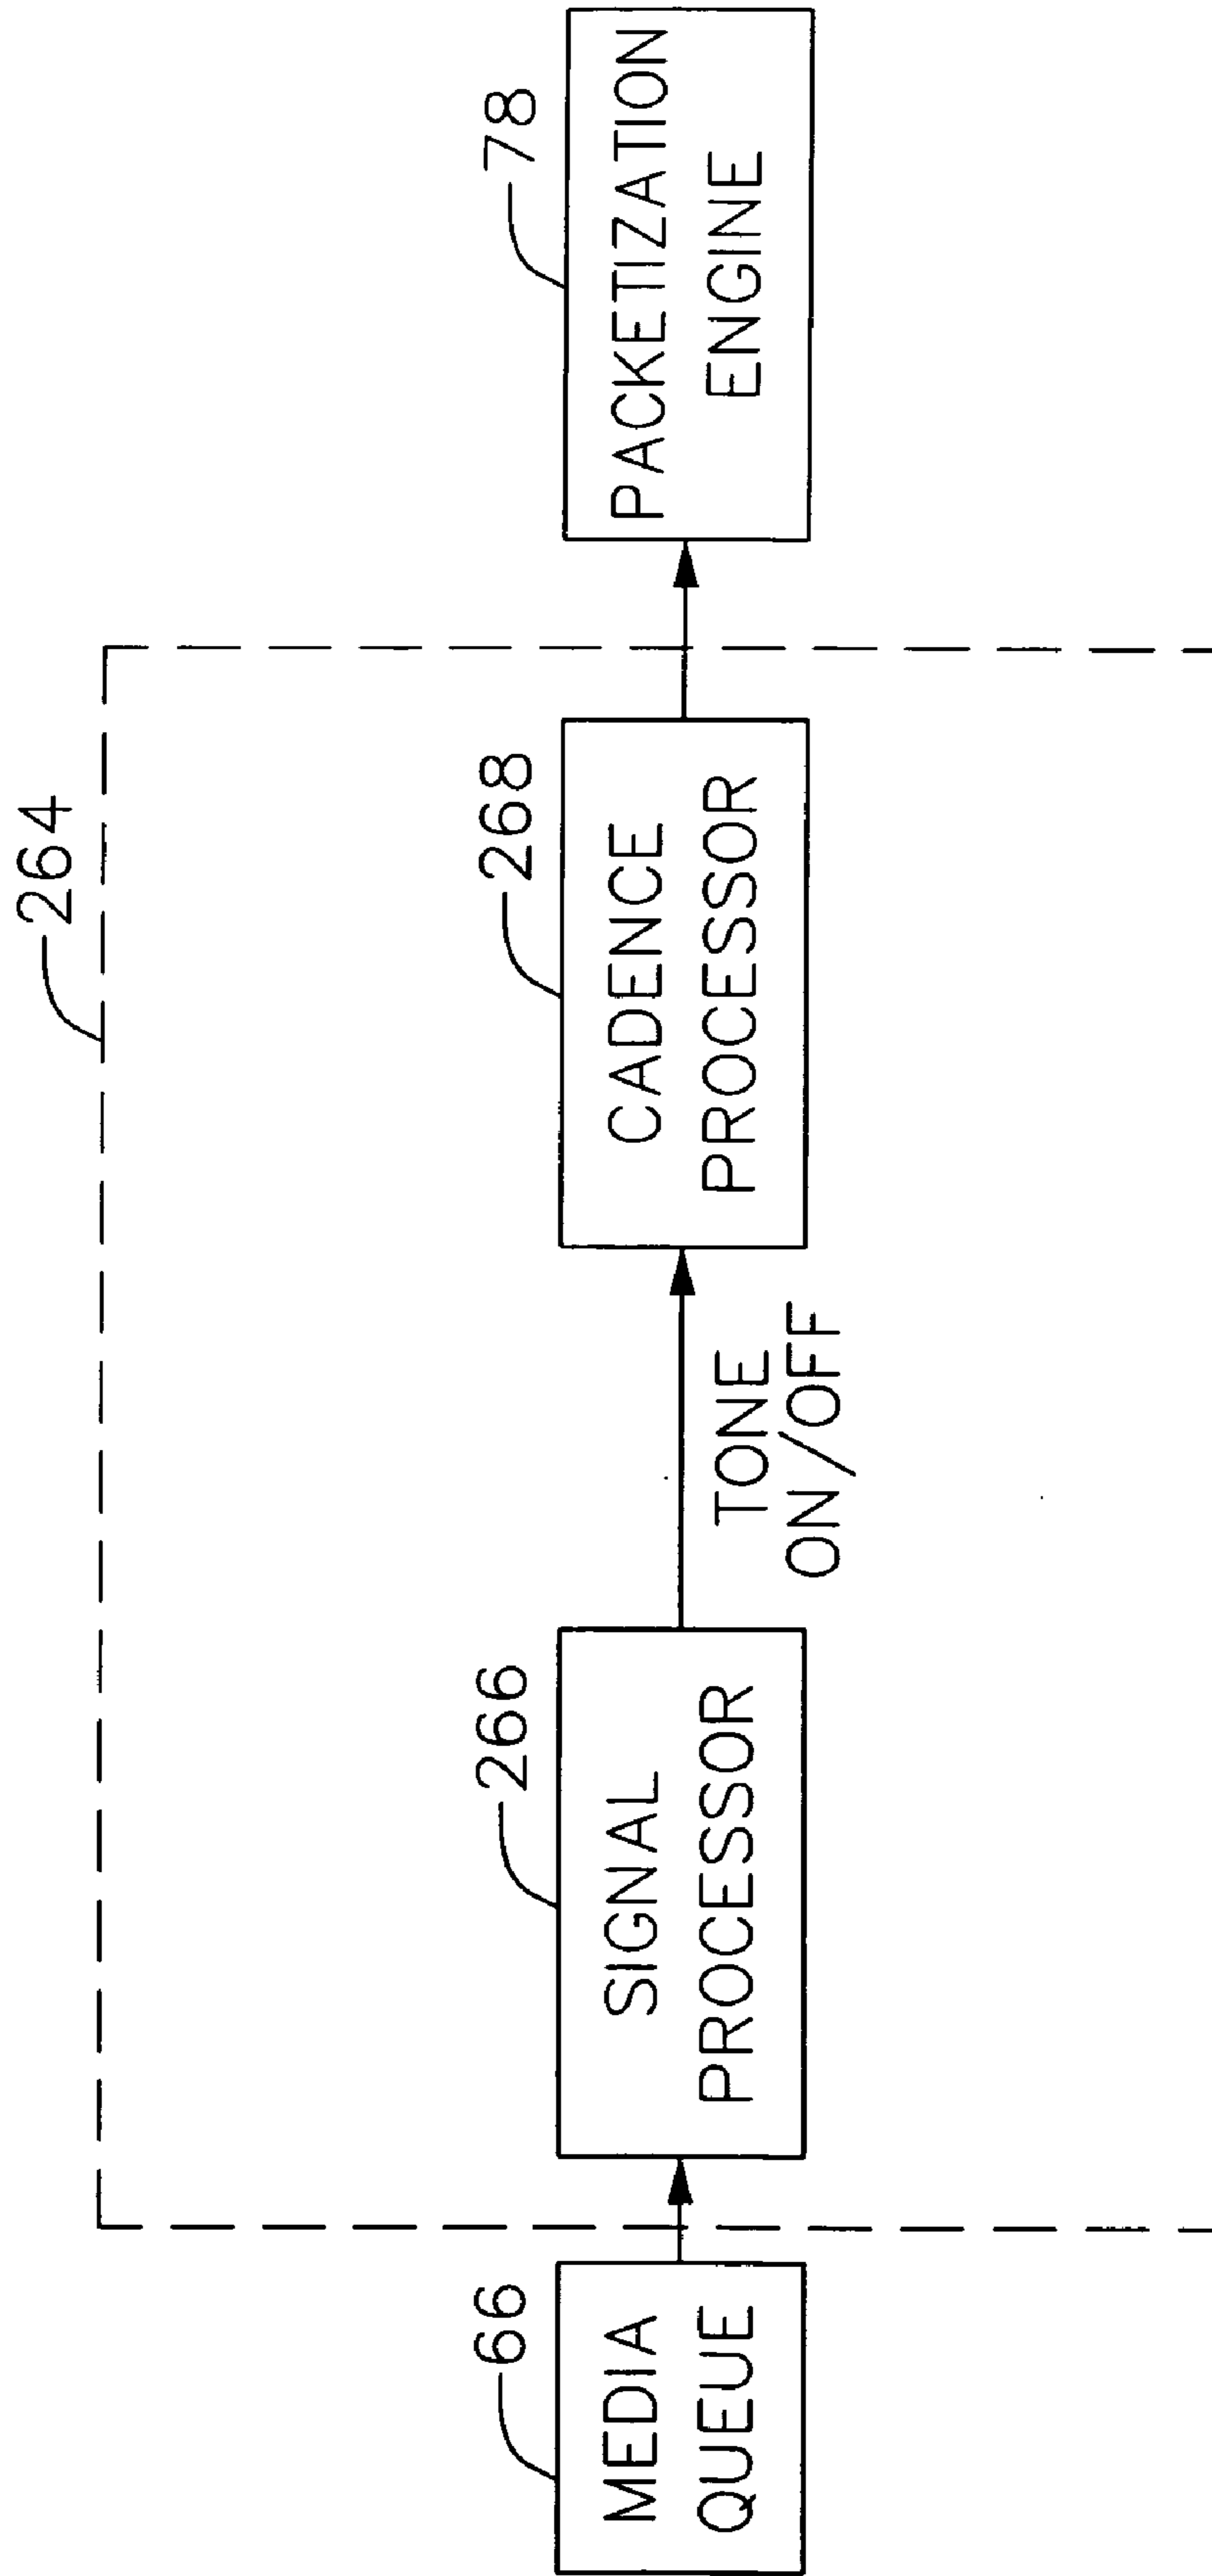 264
66
MEDIA
QUEUE
266
SIGNAL
PROCESSOR
TONE
ON/OFF
268
CADENCE
PROCESSOR
78
PACKETIZATION
ENGINE